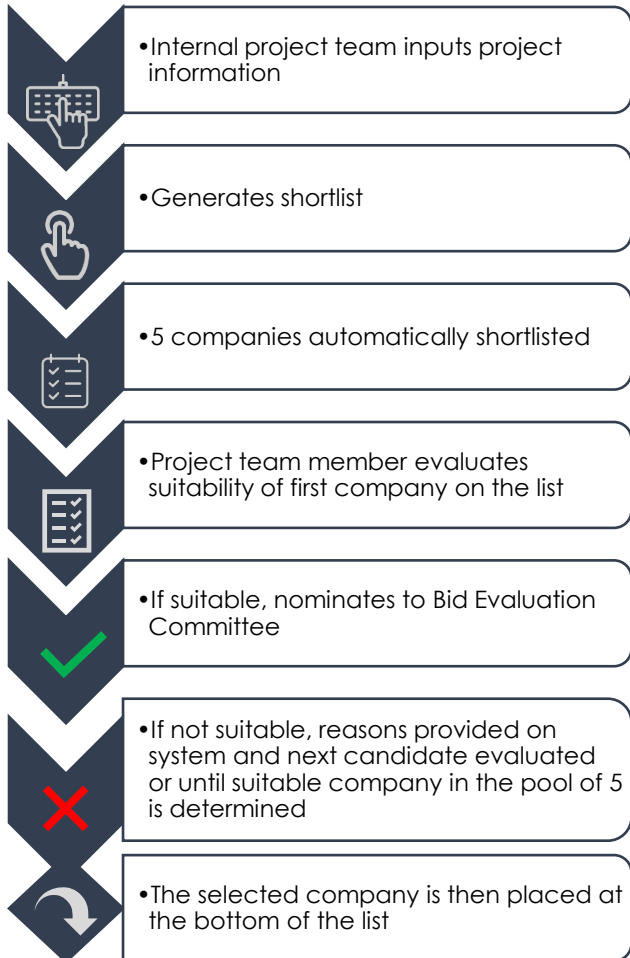 •Internal project team inputs project
information
•Generates shortlist
•5 companies automatically shortlisted
•Project team member evaluates
suitability of first company on the list
•If suitable, nominates to Bid Evaluation
Committee
•If not suitable, reasons provided on
system and next candidate evaluated
or until suitable company in the pool of 5
is determined
•The selected company is then placed at
the bottom of the list